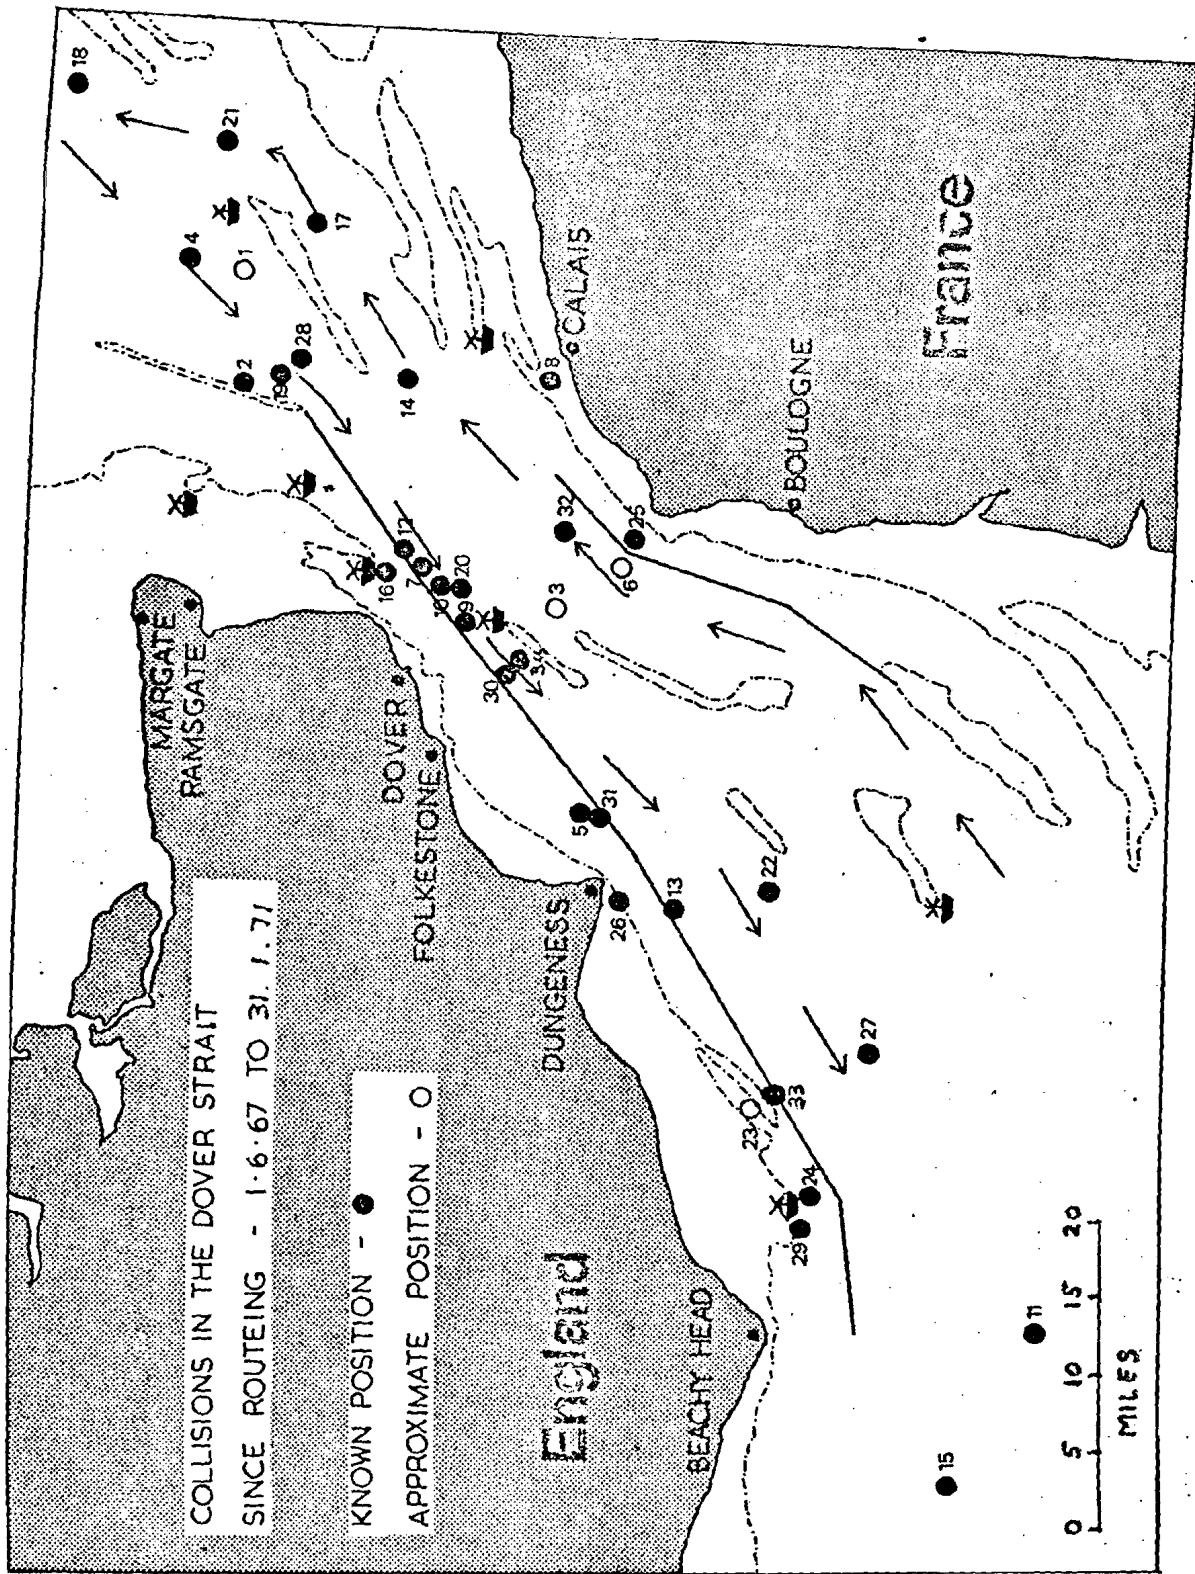 COLLISIONS IN THE DOVER STRAIT
SINCE ROUTEING - 1·6·67 TO 31.1.71
KNOWN POSITION - ●
APPROXIMATE POSITION - O
England
France
MARGATE
RAMSGATE
DOVER
FOLKESTONE
DUNGENESS
BEACHY HEAD
CALAIS
BOULOGNE
18
21
4
1
17
28
2
19
14
8
12
16
7
10
20
9
32
25
6
3
30
34
5
31
26
13
22
27
33
23
24
29
11
15
0 5 10 15 20
MILES